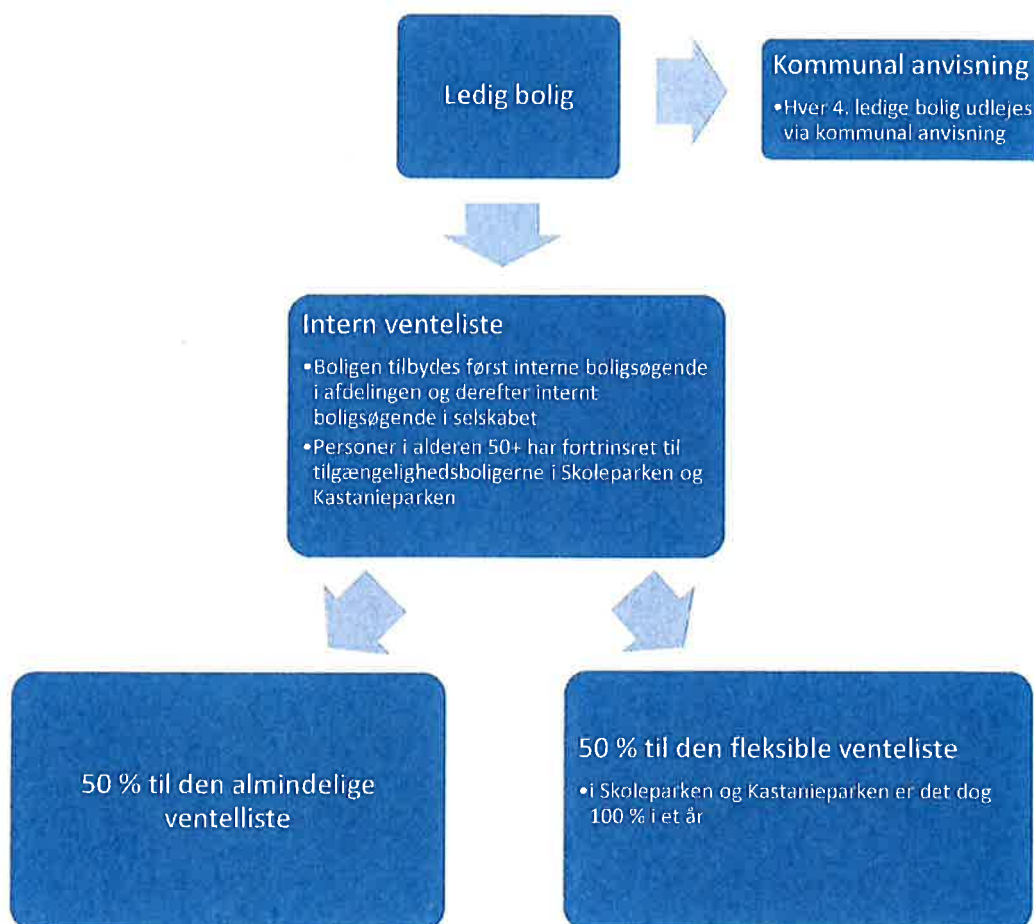 Ledig bolig
Kommunal anvisning
•Hver 4. ledige bolig udlejes
via kommunal anvisning
Intern venteliste
•Boligen tilbydes først interne boligsøgende
i afdelingen og derefter internt
boligsøgende i selskabet
•Personer i alderen 50+ har fortrinsret til
tilgængelighedsboligerne i Skoleparken og
Kastanieparken
50 % til den almindelige
ventelliste
50 % til den fleksible venteliste
•i Skoleparken og Kastanieparken er det dog
100 % i et år